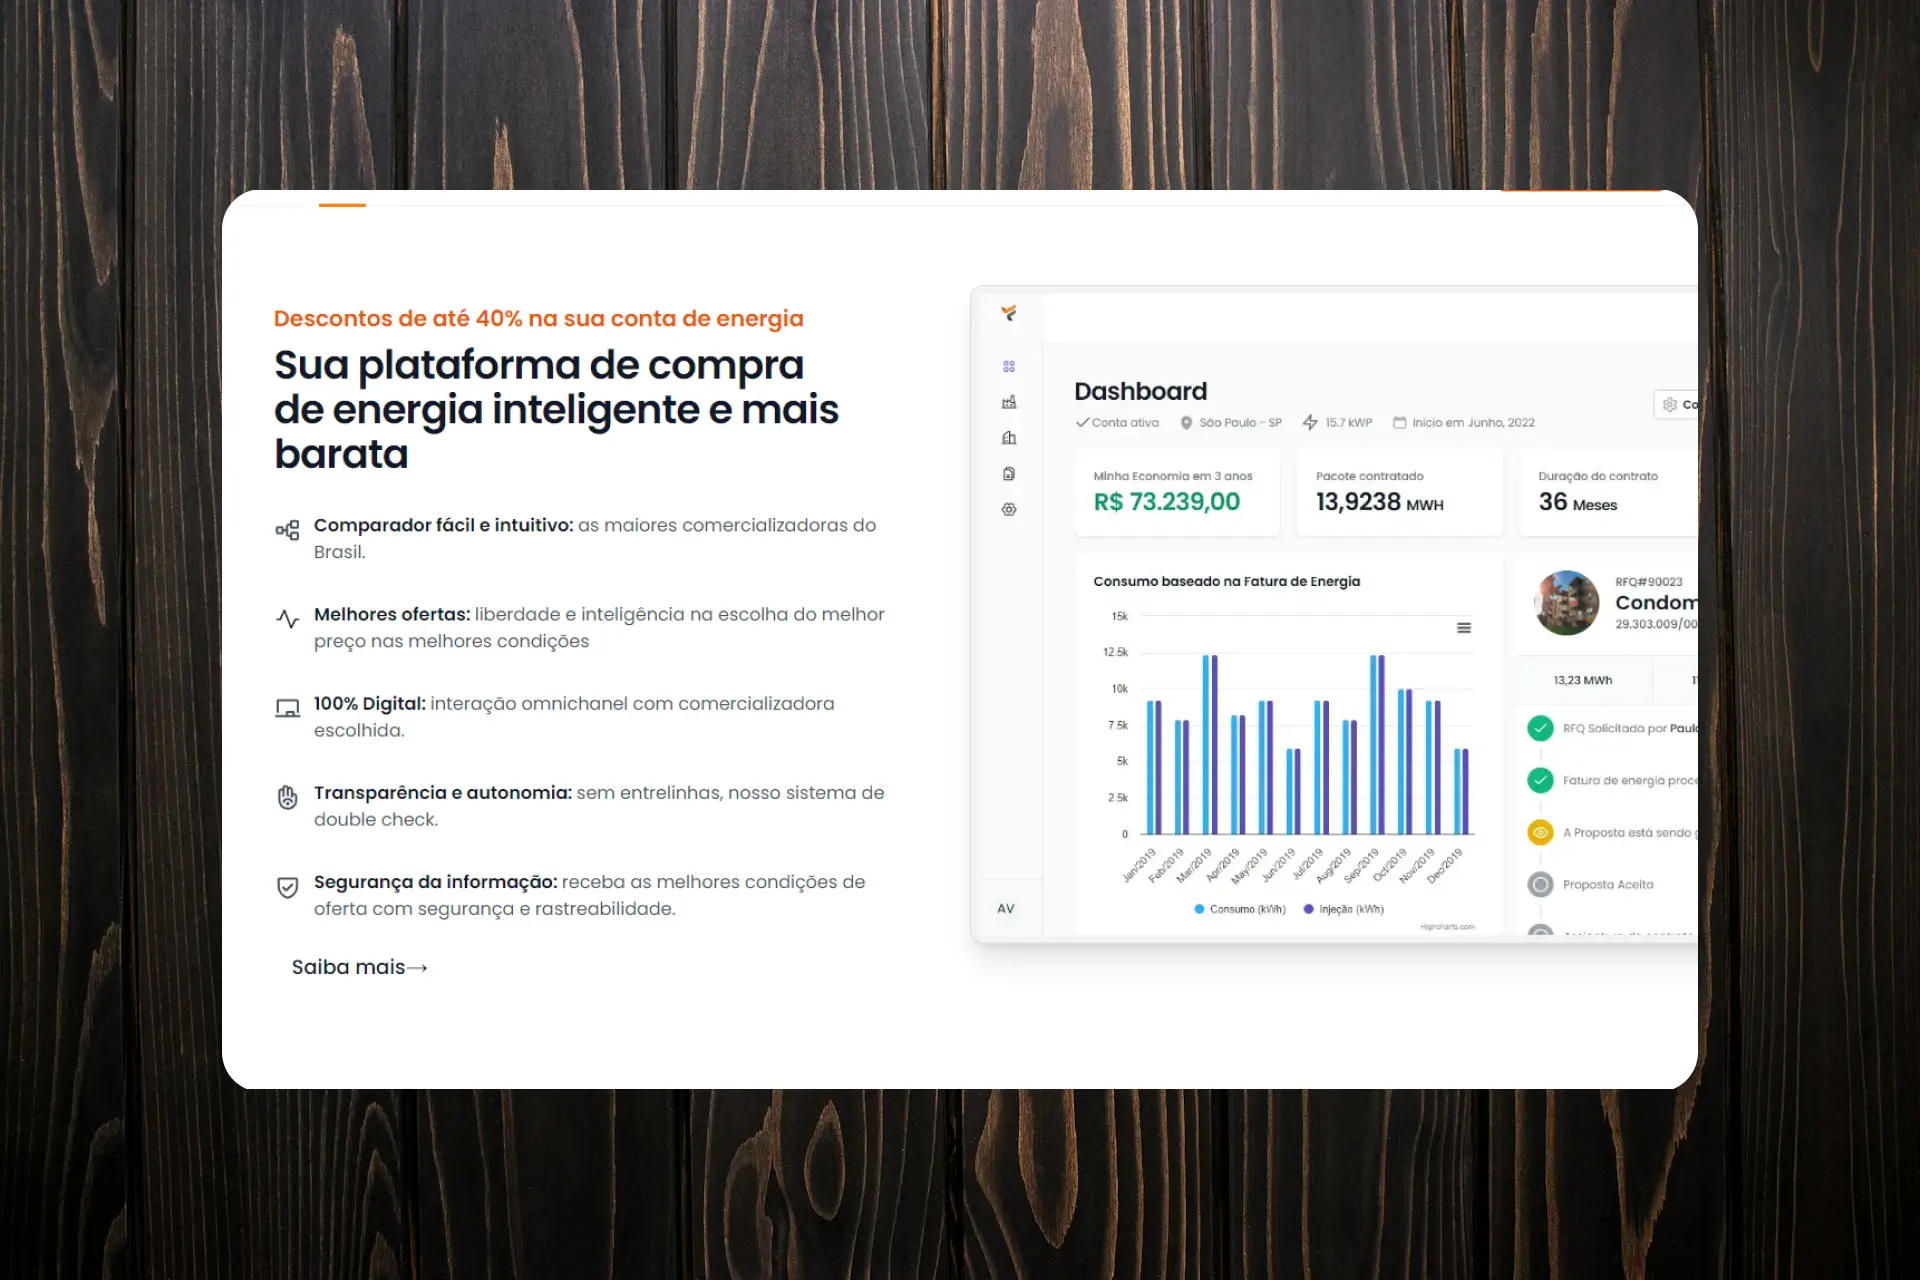 Descontos de até 40% na sua conta de energia
Sua plataforma de compra
de energia inteligente e mais
barata
Comparador fácil e intuitivo: as maiores comercializadoras do
Brasil.
Melhores ofertas: liberdade e inteligência na escolha do melhor
preço nas melhores condições
100% Digital: interação omnichanel com comercializadora
escolhida.
Transparência e autonomia: sem entrelinhas, nosso sistema de
double check.
Segurança da informação: receba as melhores condições de
oferta com segurança e rastreabilidade.
Saiba mais→
Dashboard
Co
Conta ativa São Paulo – SP 15.7 kWP Início em Junho, 2022
Minha Economia em 3 anos
R$ 73.239,00
Pacote contratado
13,9238 MWH
Duração do contrato
36 Meses
Consumo baseado na Fatura de Energia
15k
12.5k
10k
7.5k
5k
2.5k
0
Jan/2019 Feb/2019 Mar/2019 Apr/2019 May/2019 Jun/2019 Jul/2019 Aug/2019 Sep/2019 Oct/2019 Nov/2019 Dec/2019
Consumo (kWh) Injeção (kWh)
Highcharts.com
RFQ#90023
Condom
29.303.009/00
13,23 MWh
RFQ Solicitada por Paul
Fatura de energia proce
A Proposta está sendo g
Proposta Aceita
AV